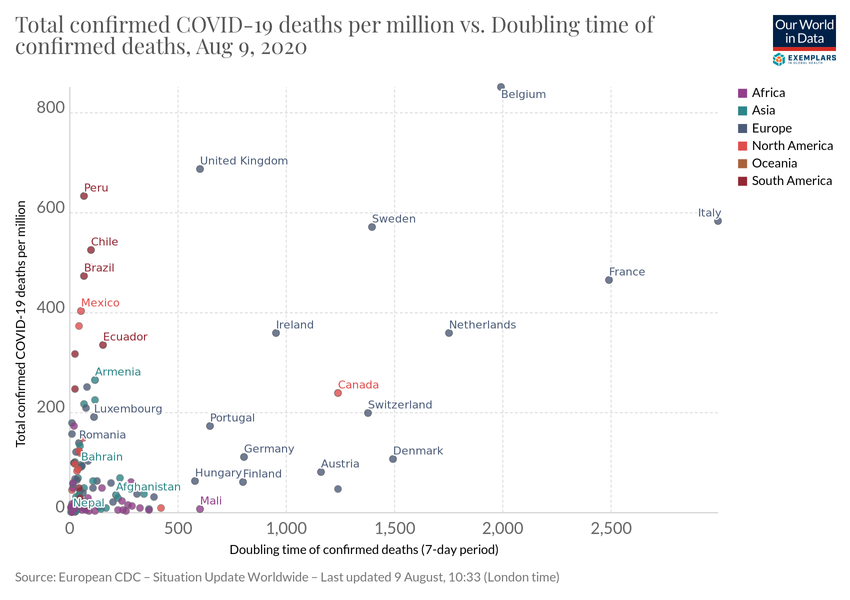 Total confirmed COVID-19 deaths per million vs. Doubling time of
confirmed deaths, Aug 9, 2020
Our World
in Data
EXEMPLARS
IN GLOBAL HEALTH
Africa
Asia
Europe
North America
Oceania
South America
Total confirmed COVID-19 deaths per million
800
600
400
200
0
Belgium
United Kingdom
Peru
Italy
Sweden
Chile
Brazil
France
Mexico
Ireland
Netherlands
Ecuador
Armenia
Canada
Luxembourg
Switzerland
Portugal
Romania
Germany
Denmark
Bahrain
Austria
Hungary
Finland
Afghanistan
Nepal
Mali
0
500
1,000
1,500
2,000
2,500
Doubling time of confirmed deaths (7-day period)
Source: European CDC – Situation Update Worldwide – Last updated 9 August, 10:33 (London time)